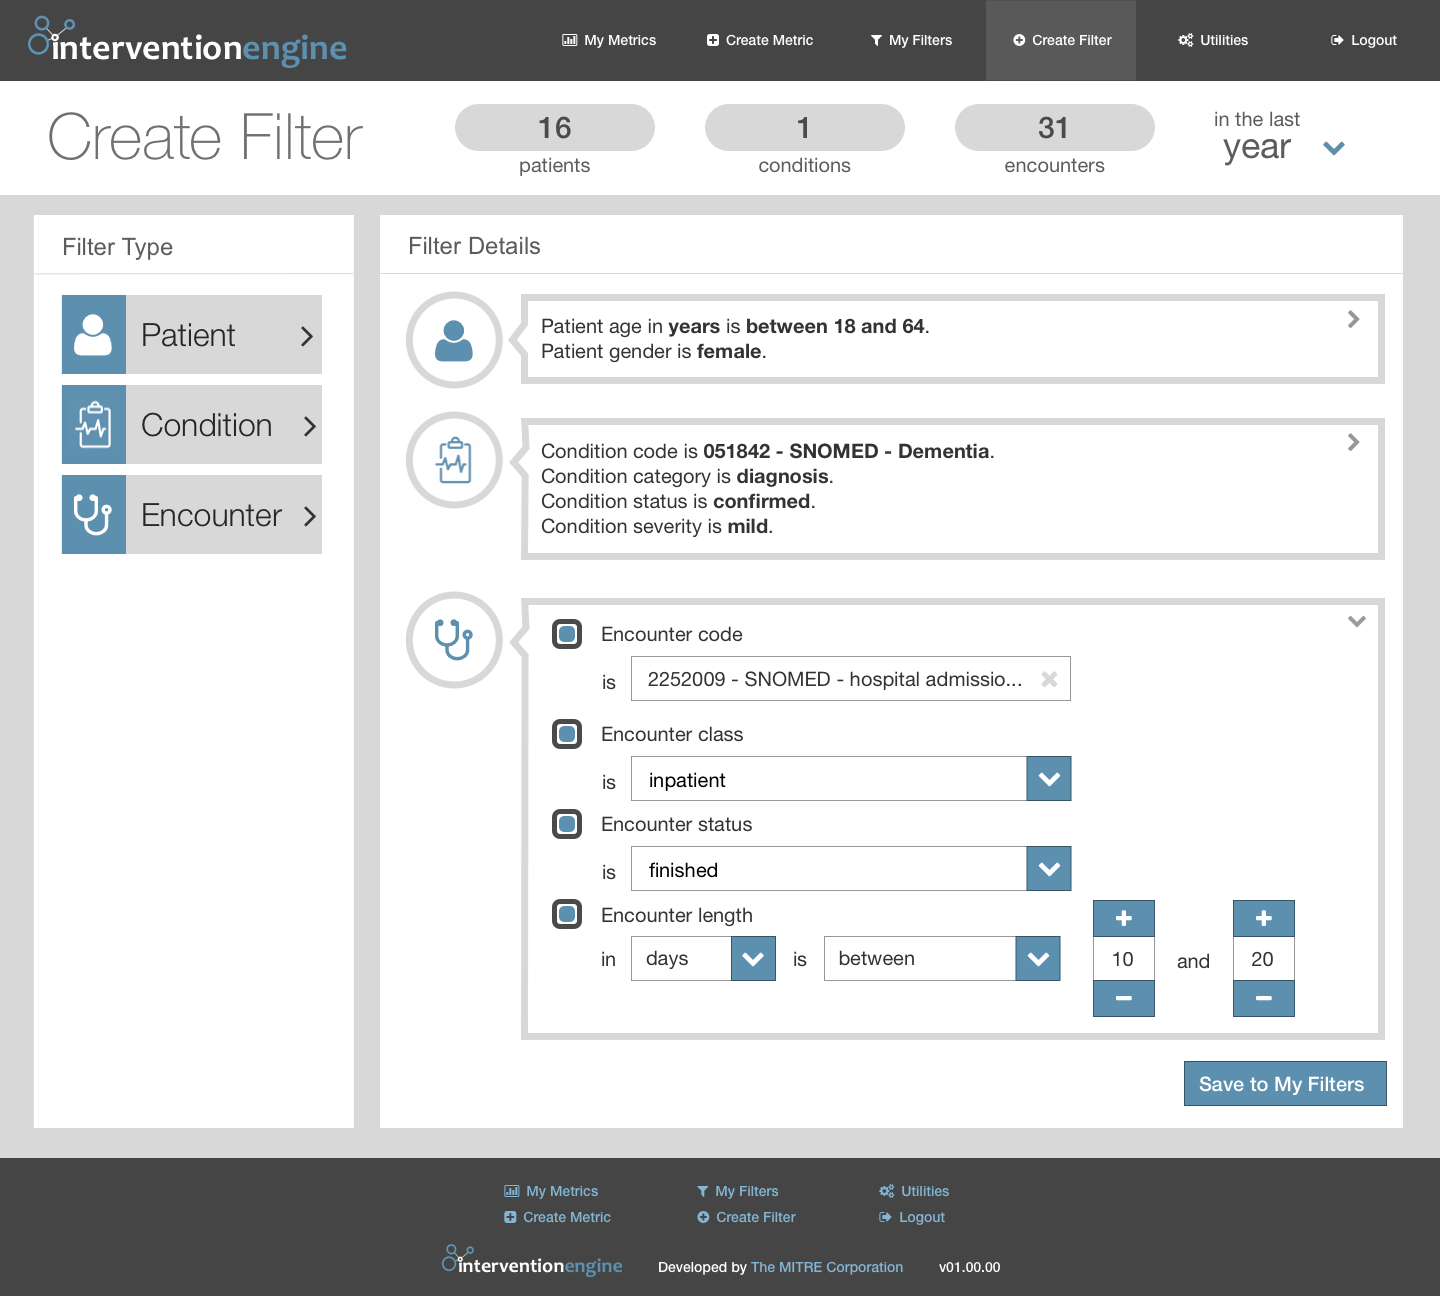 interventionengine
My Metrics
Create Metric
My Filters
Create Filter
Utilities
Logout
Create Filter
16
patients
1
conditions
31
encounters
in the last
year
Filter Type
Patient
Condition
Encounter
Filter Details
Patient age in years is between 18 and 64.
Patient gender is female.
Condition code is 051842 - SNOMED - Dementia.
Condition category is diagnosis.
Condition status is confirmed.
Condition severity is mild.
Encounter code
is 2252009 - SNOMED - hospital admissio...
Encounter class
is inpatient
Encounter status
is finished
Encounter length
in days is between 10 and 20
Save to My Filters
My Metrics
My Filters
Utilities
Create Metric
Create Filter
Logout
interventionengine
Developed by The MITRE Corporation
v01.00.00